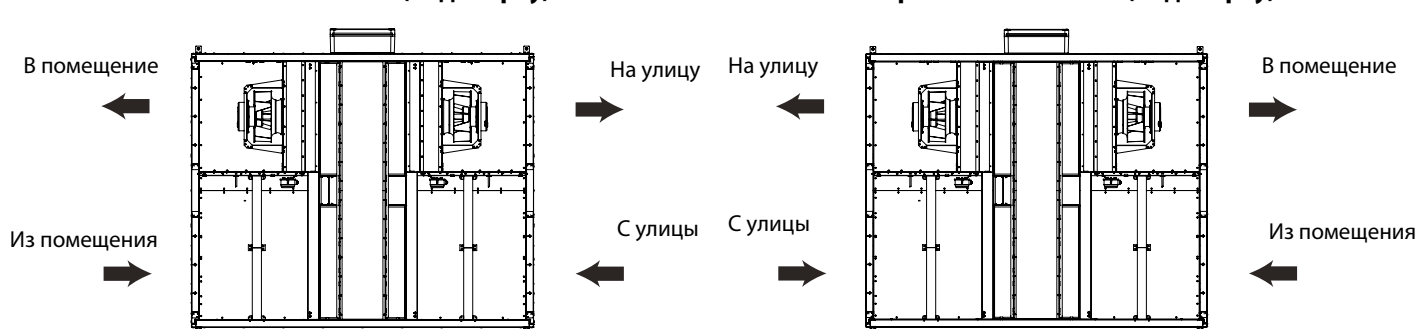 В помещение
На улицу
Из помещения
С улицы
На улицу
В помещение
С улицы
Из помещения